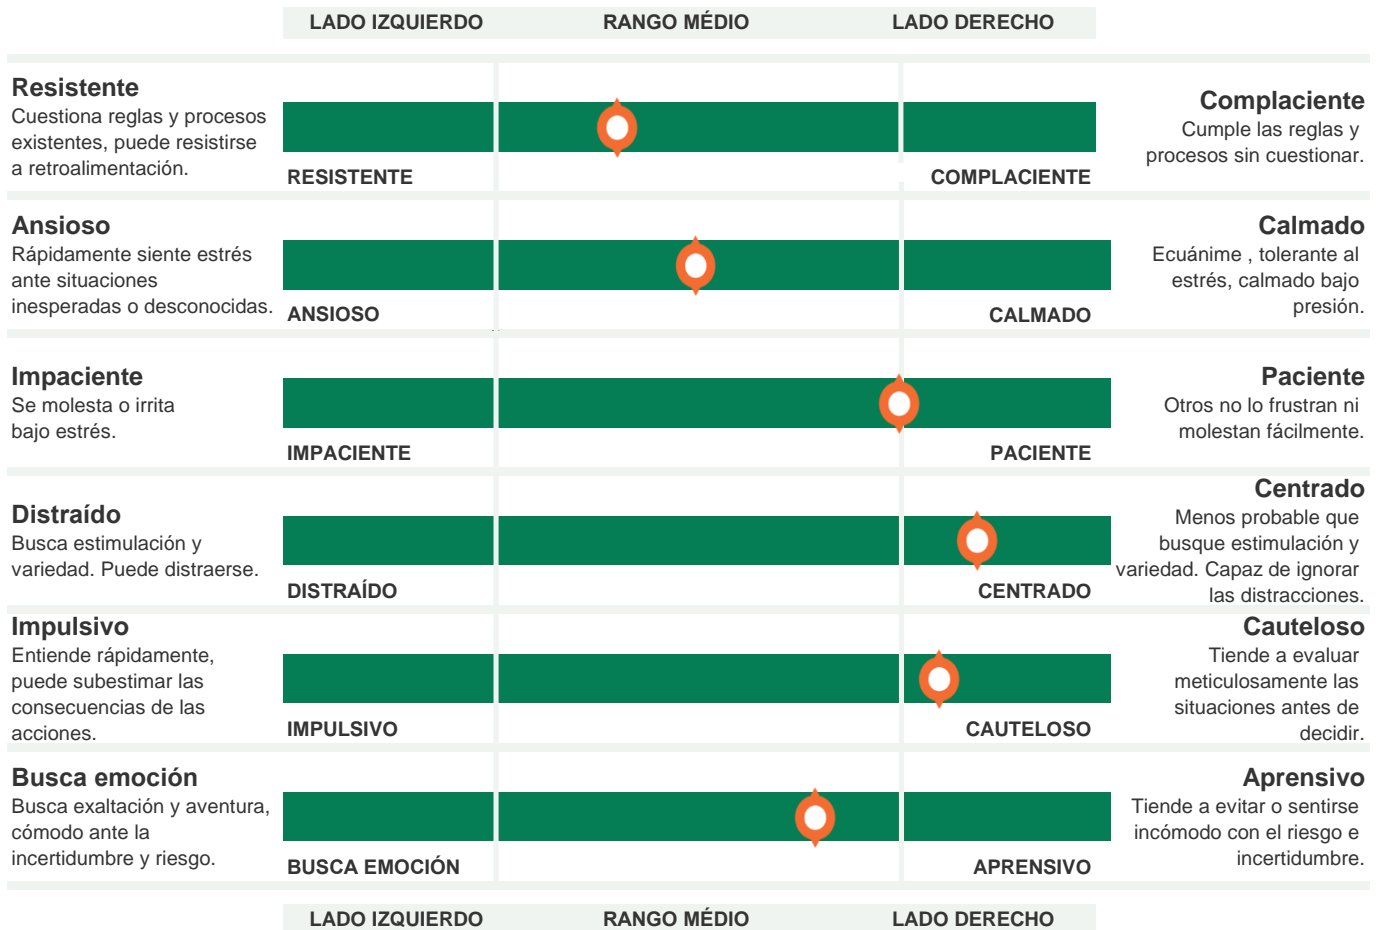 LADO IZQUIERDO RANGO MÉDIO LADO DERECHO
Resistente
Cuestiona reglas y procesos
existentes, puede resistirse
a retroalimentación.
RESISTENTE COMPLACIENTE
Complaciente
Cumple las reglas y
procesos sin cuestionar.
Ansioso
Rápidamente siente estrés
ante situaciones
inesperadas o desconocidas.
ANSIOSO CALMADO
Calmado
Ecuánime , tolerante al
estrés, calmado bajo
presión.
Impaciente
Se molesta o irrita
bajo estrés.
IMPACIENTE PACIENTE
Paciente
Otros no lo frustran ni
molestan fácilmente.
Distraído
Busca estimulación y
variedad. Puede distraerse.
DISTRAÍDO CENTRADO
Centrado
Menos probable que
busque estimulación y
variedad. Capaz de ignorar
las distracciones.
Impulsivo
Entiende rápidamente,
puede subestimar las
consecuencias de las
acciones.
IMPULSIVO CAUTELOSO
Cauteloso
Tiende a evaluar
meticulosamente las
situaciones antes de
decidir.
Busca emoción
Busca exaltación y aventura,
cómodo ante la
incertidumbre y riesgo.
BUSCA EMOCIÓN APRENSIVO
Aprensivo
Tiende a evitar o sentirse
incómodo con el riesgo e
incertidumbre.
LADO IZQUIERDO RANGO MÉDIO LADO DERECHO